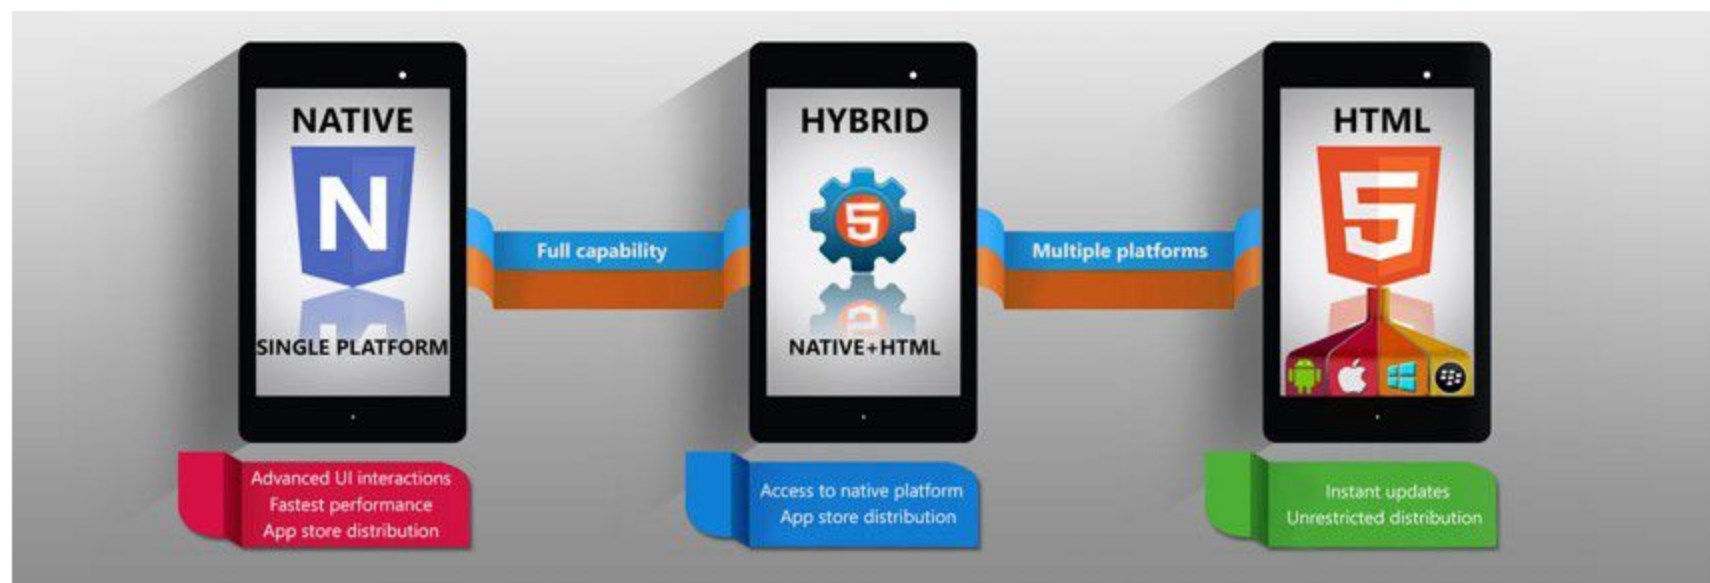 NATIVE
N
SINGLE PLATFORM
Advanced UI interactions
Fastest performance
App store distribution
Full capability
HYBRID
5
NATIVE+HTML
Access to native platform
App store distribution
Multiple platforms
HTML
5
Instant updates
Unrestricted distribution